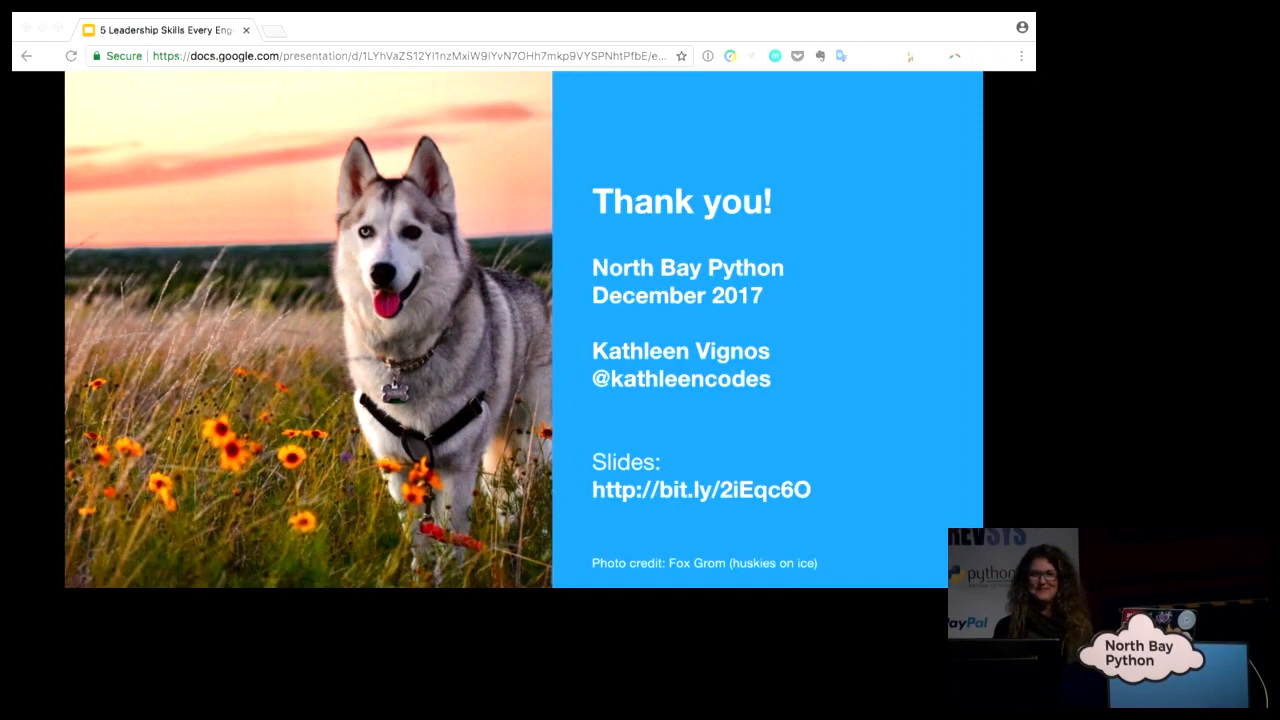 5 Leadership Skills Every Eng
Secure
https://docs.google.com/presentation/d/1LYhVaZS12Yl1nzMxiW9lYvN7OHh7mkp9VYSPNhtPfbE/e...
Thank you!
North Bay Python
December 2017
Kathleen Vignos
@kathleencodes
Slides:
http://bit.ly/2iEqc6O
Photo credit: Fox Grom (huskies on ice)
REVSYS
python
PayPal
North Bay
Python